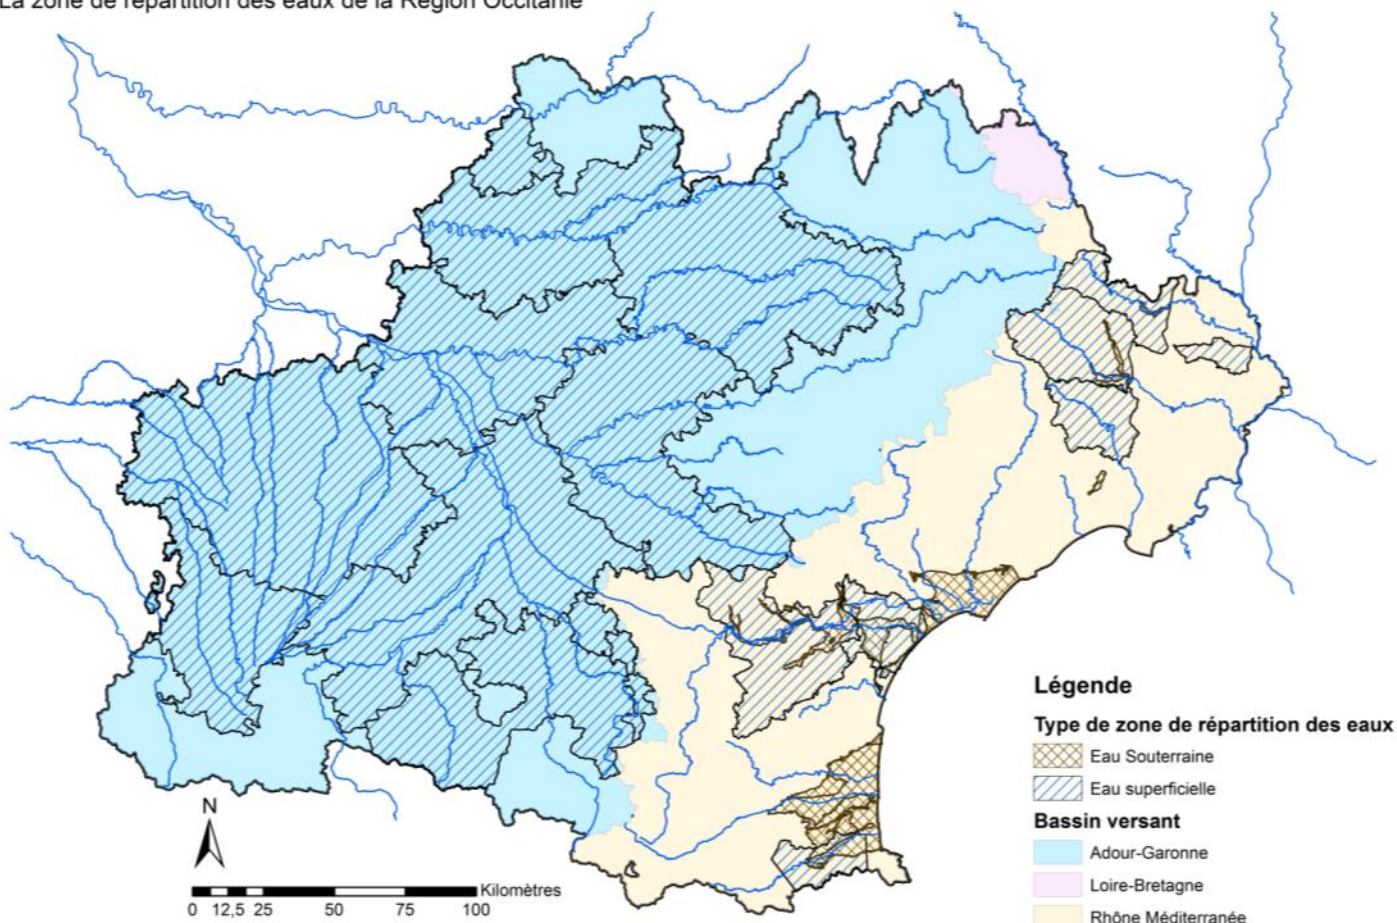 La zone de répartition des eaux de la Région Occitanie
Légende
Type de zone de répartition des eaux
Eau Souterraine
Eau superficielle
Bassin versant
Adour-Garonne
Loire-Bretagne
Rhône Méditerranée
N
Kilomètres
0 12,5 25 50 75 100